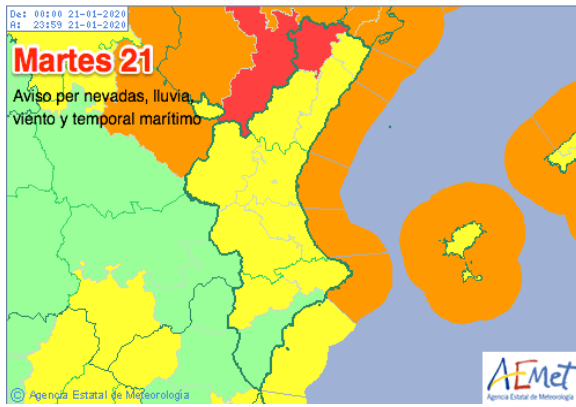 De: 00:00 21-01-2020
A: 23:59 21-01-2020
Martes 21
Aviso per nevadas, lluvia,
viento y temporal marítimo
© Agencia Estatal de Meteorología
AEMet
Agencia Estatal de Meteorología